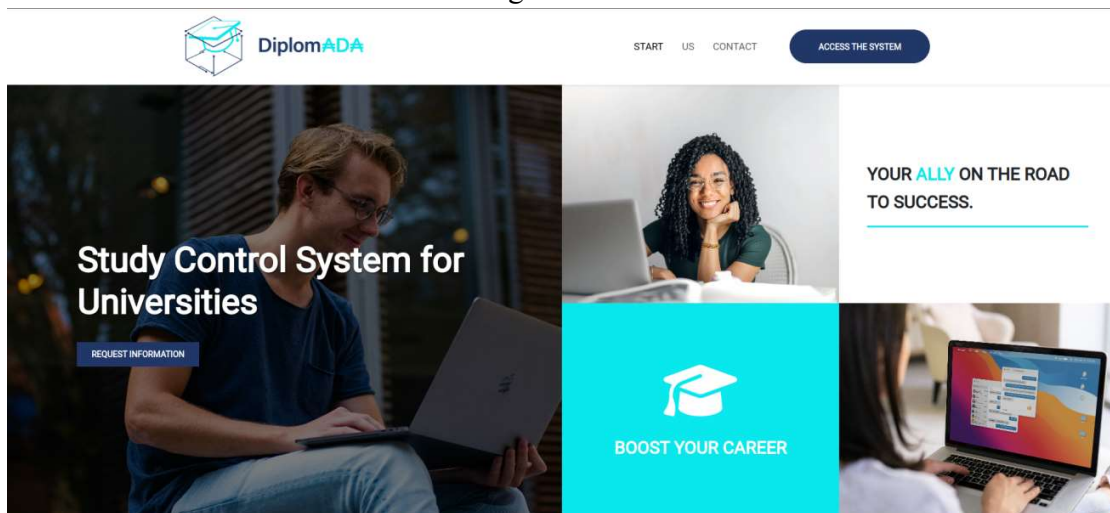 Diplom₳D₳
START
US
CONTACT
ACCESS THE SYSTEM
Study Control System for
Universities
REQUEST INFORMATION
YOUR ALLY ON THE ROAD
TO SUCCESS.
BOOST YOUR CAREER